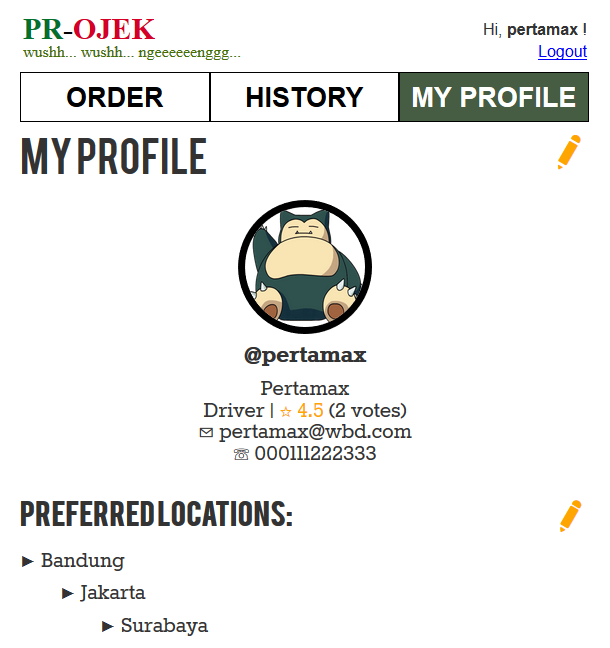 PR-OJEK
wushh... wushh... ngeeeeeenggg...
Hi, pertamax !
Logout
ORDER HISTORY MY PROFILE
MY PROFILE
@pertamax
Pertamax
Driver | ☆ 4.5 (2 votes)
✉ pertamax@wbd.com
☏ 000111222333
PREFERRED LOCATIONS:
► Bandung
► Jakarta
► Surabaya